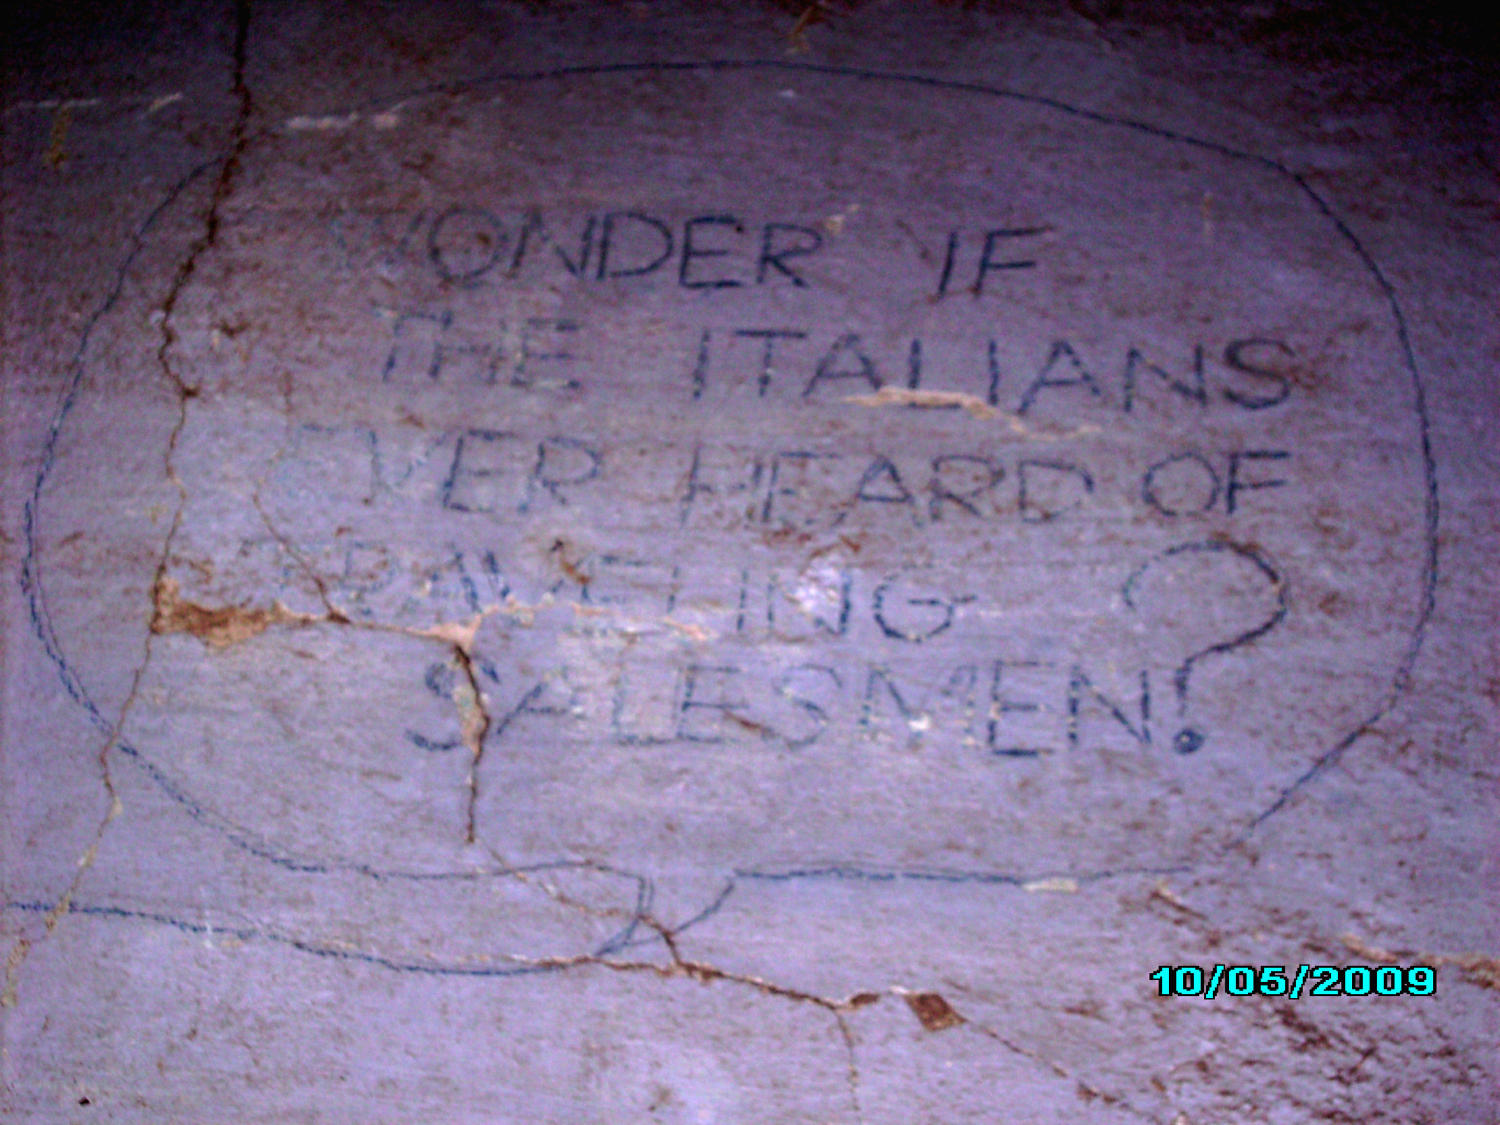 WONDER IF
THE ITALIANS
EVER HEARD OF
TRAVELING
SALESMEN?
10/05/2009